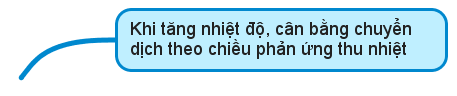 Khi tăng nhiệt độ, cân bằng chuyển
dịch theo chiều phản ứng thu nhiệt